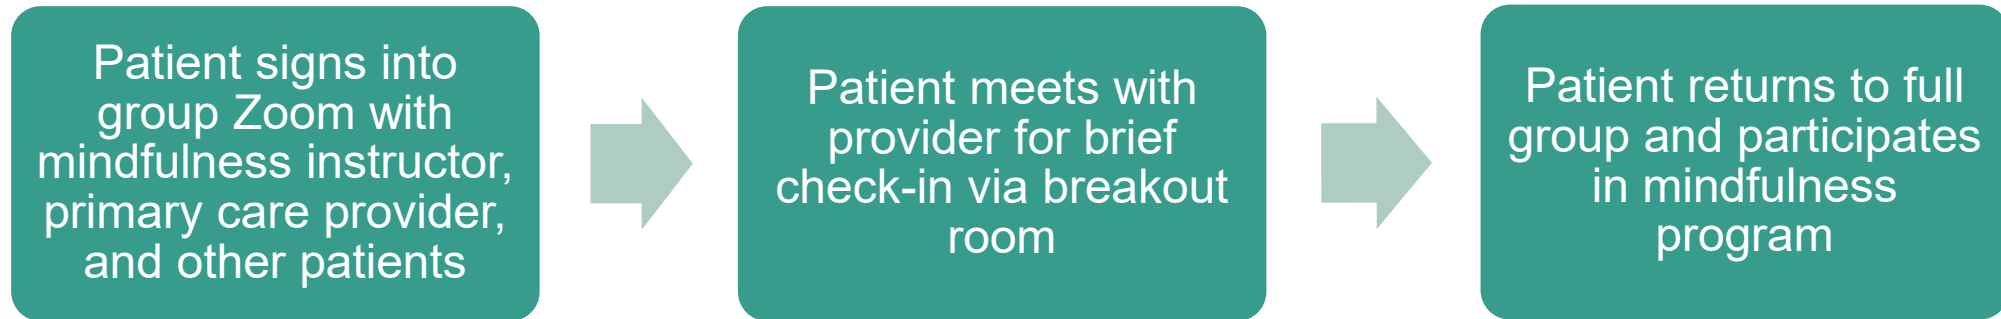 Patient signs into
group Zoom with
mindfulness instructor,
primary care provider,
and other patients
Patient meets with
provider for brief
check-in via breakout
room
Patient returns to full
group and participates
in mindfulness
program